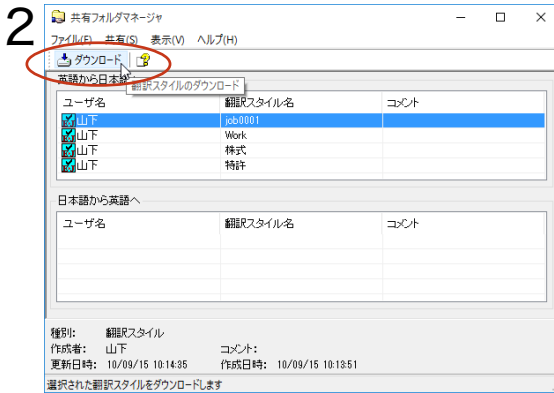 2
共有フォルダマネージャ
ファイル(F) 共有(S) 表示(V) ヘルプ(H)
ダウンロード
英語から日本語
翻訳スタイルのダウンロード
ユーザ名 翻訳スタイル名 コメント
山下 job0001
山下 Work
山下 株式
山下 特許
日本語から英語へ
ユーザ名 翻訳スタイル名 コメント
種別: 翻訳スタイル
作成者: 山下 コメント:
更新日時: 10/09/15 10:14:35 作成日時: 10/09/15 10:13:51
選択された翻訳スタイルをダウンロードします